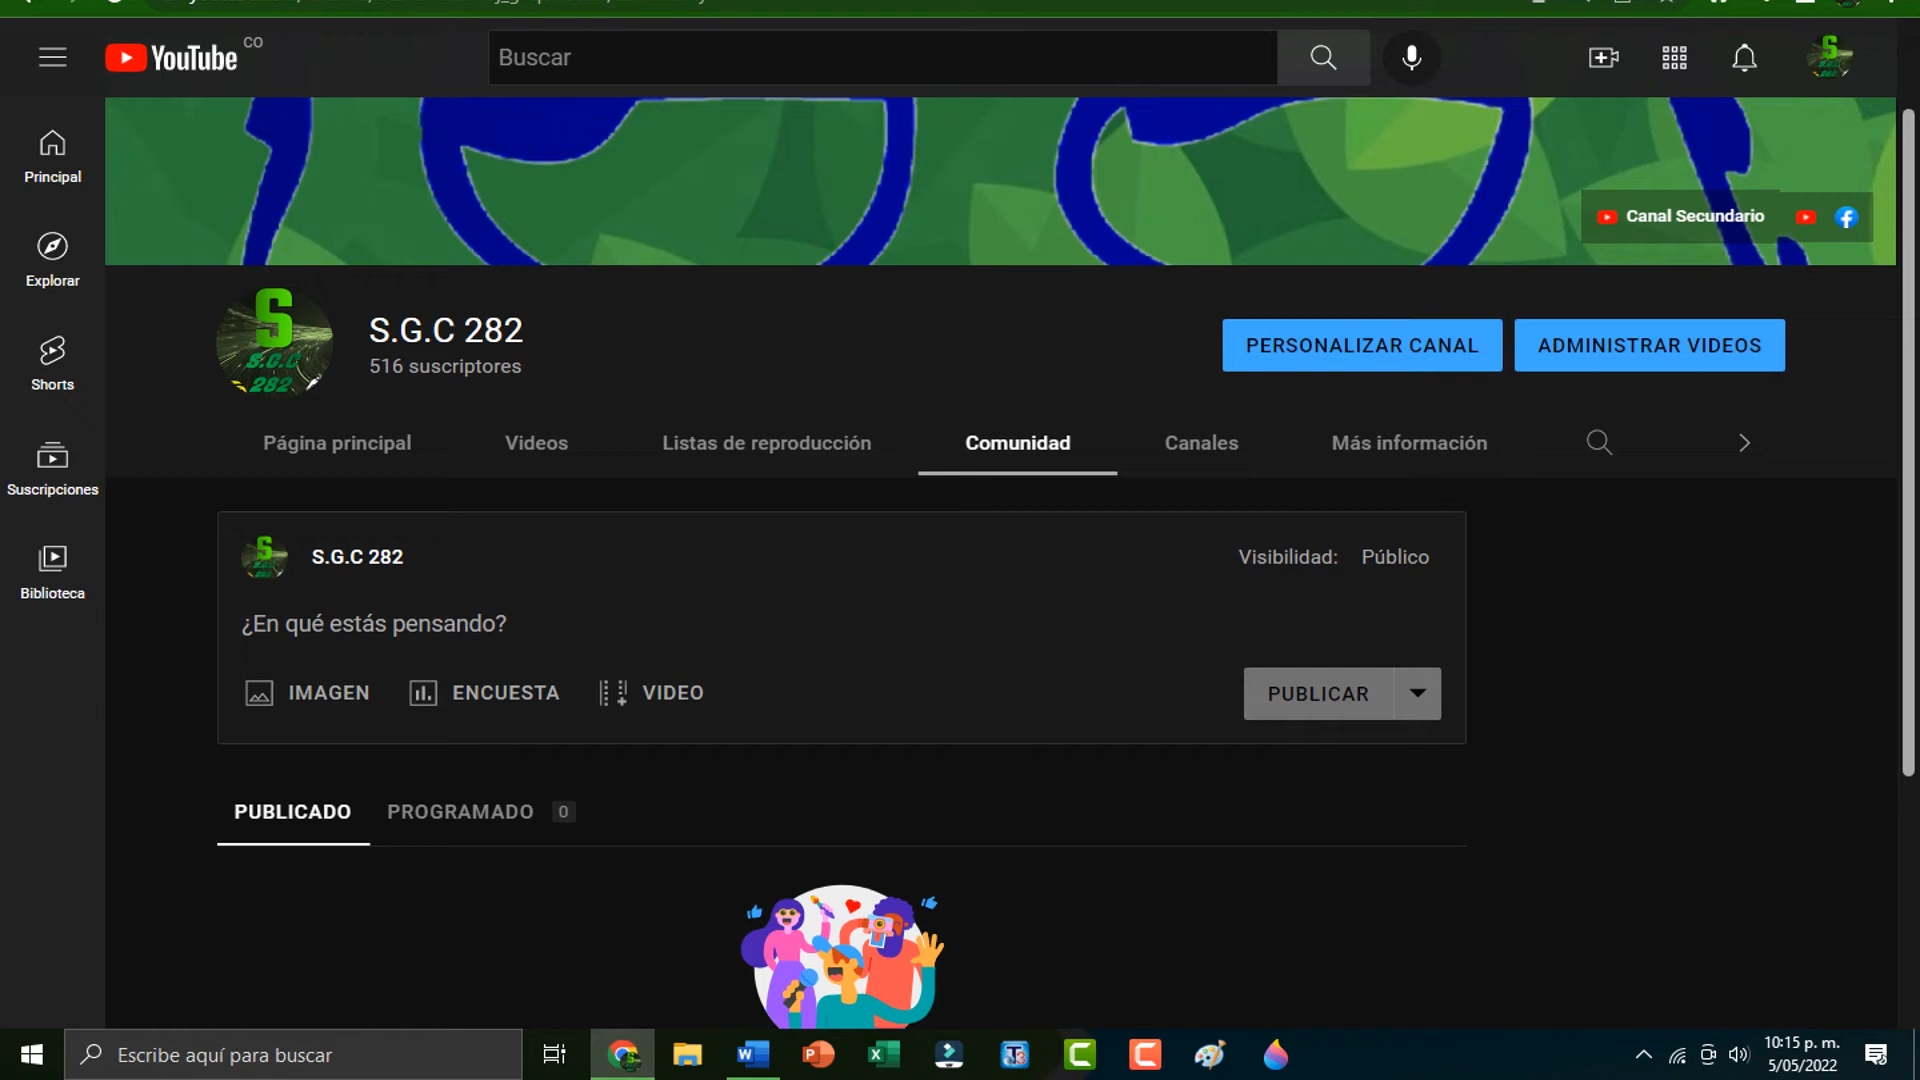 YouTube CO
Buscar
Principal
Explorar
Shorts
Suscripciones
Biblioteca
Canal Secundario
S
S.G.C
282
S.G.C 282
516 suscriptores
PERSONALIZAR CANAL
ADMINISTRAR VIDEOS
Página principal
Videos
Listas de reproducción
Comunidad
Canales
Más información
S.G.C 282
Visibilidad: Público
¿En qué estás pensando?
IMAGEN
ENCUESTA
VIDEO
PUBLICAR
PUBLICADO
PROGRAMADO 0
Escribe aquí para buscar
10:15 p. m.
5/05/2022